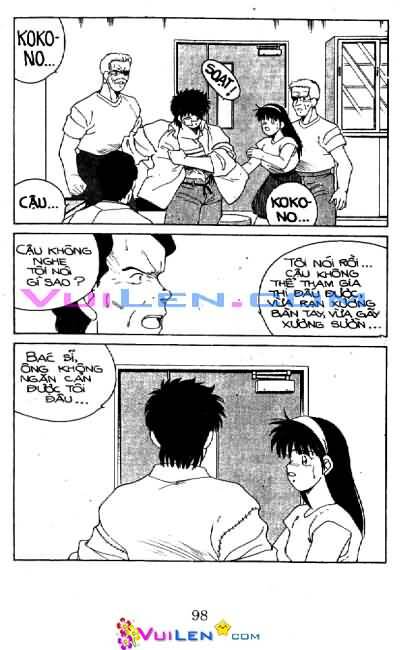 KOKO-
NO...
SOẠT!
CẬU...
KOKO-
NO...
CẬU KHÔNG
NGHE
TÔI NÓI
GÌ SAO?
TÔI NÓI RỒI...
CẬU KHÔNG
THỂ THAM GIA
THI ĐẤU ĐƯỢC
VỪA RẠN XƯƠNG
BÀN TAY, VỪA GÃY
XƯƠNG SƯỜN...
VUILEN.COM
BÁC SĨ,
ÔNG KHÔNG
NGĂN CẢN
ĐƯỢC TÔI
ĐÂU...
98
VUILEN COM